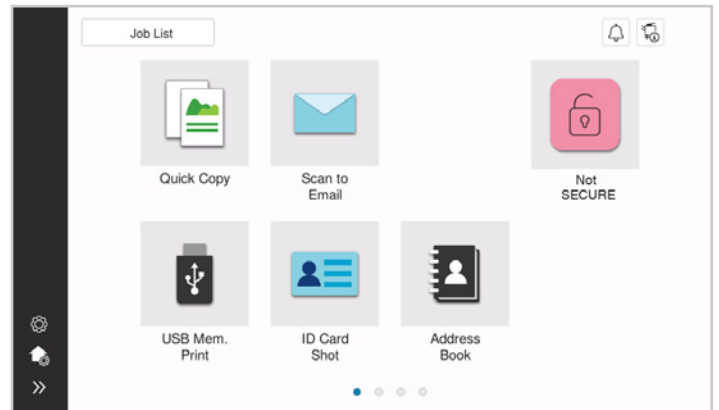 Job List
Quick Copy
Scan to
Email
Not
SECURE
USB Mem.
Print
ID Card
Shot
Address
Book